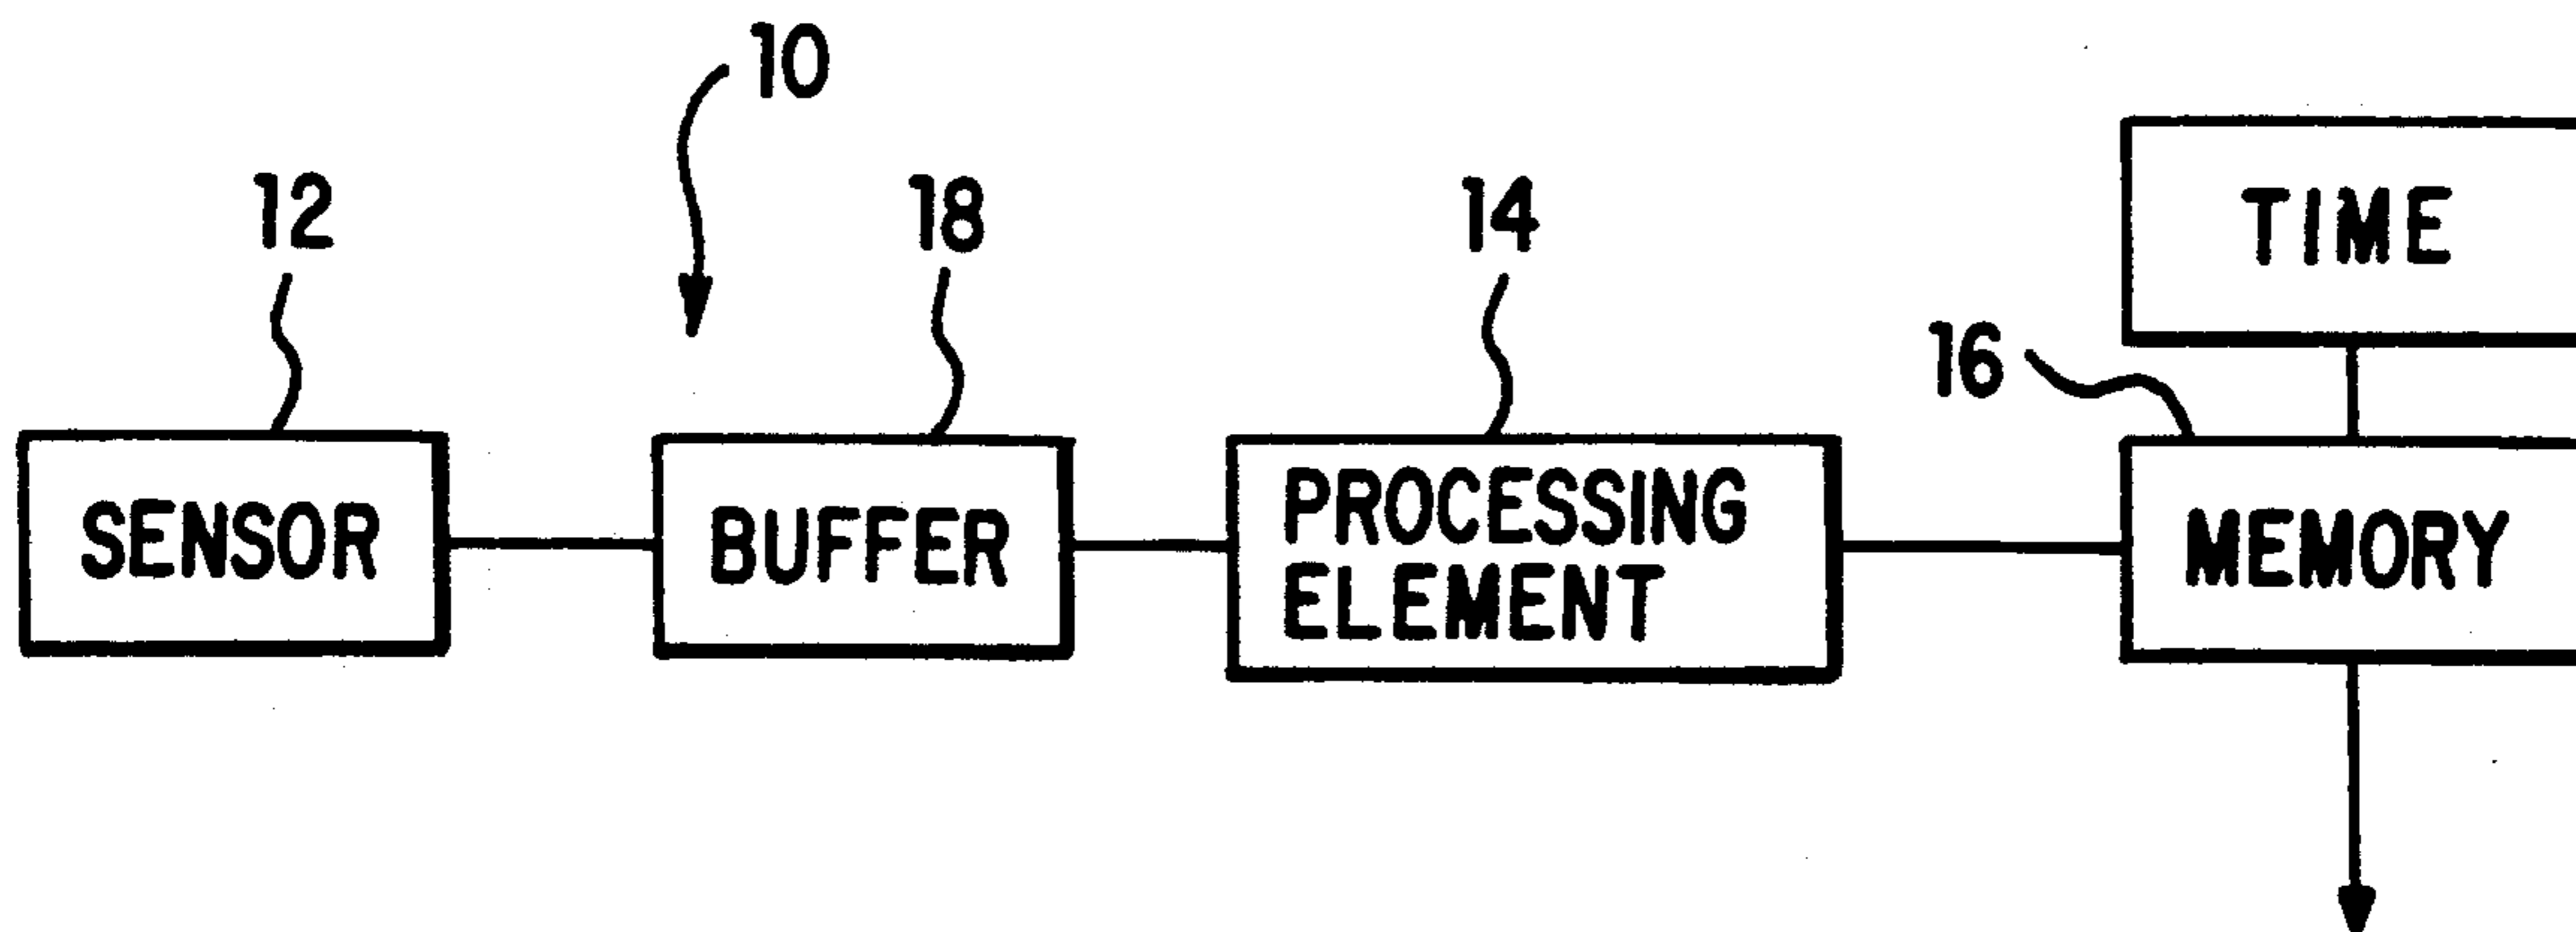 10
12
18
14
TIME
16
SENSOR
BUFFER
PROCESSING
ELEMENT
MEMORY